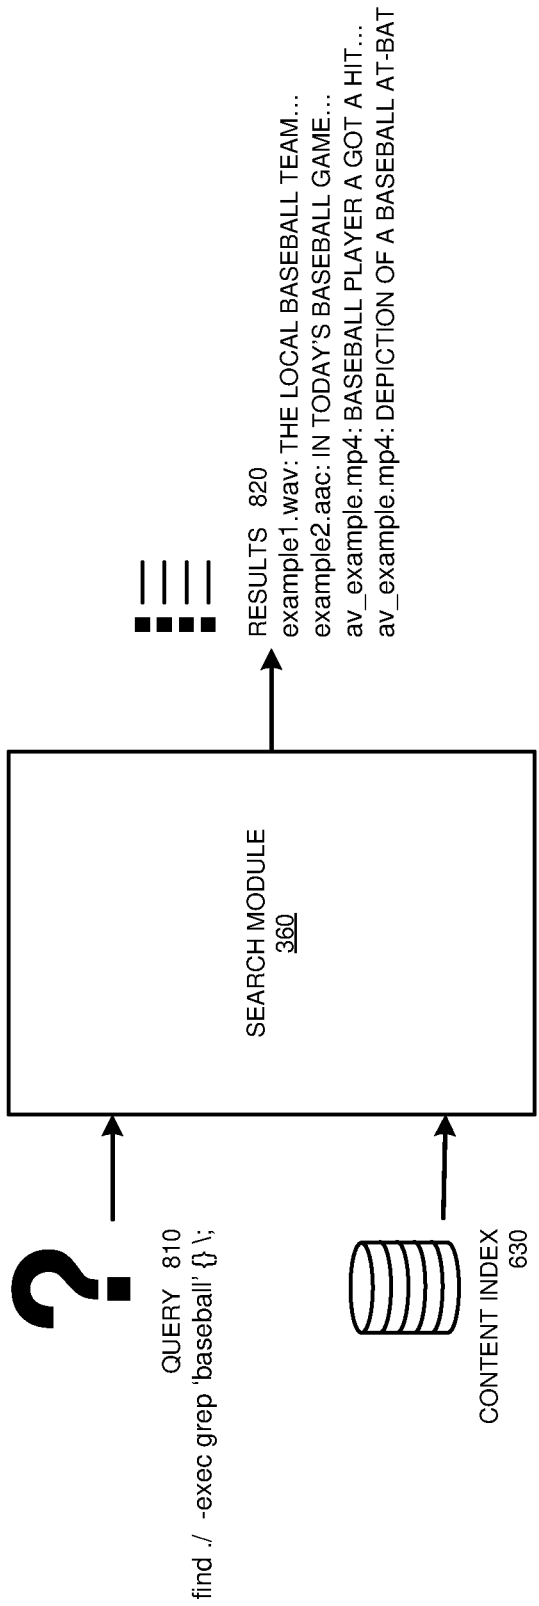 QUERY 810
find ./ -exec grep 'baseball' {} \;
CONTENT INDEX
630
SEARCH MODULE
360
RESULTS 820
example1.wav: THE LOCAL BASEBALL TEAM...
example2.aac: IN TODAY'S BASEBALL GAME...
av_example.mp4: BASEBALL PLAYER A GOT A HIT...
av_example.mp4: DEPICTION OF A BASEBALL AT-BAT